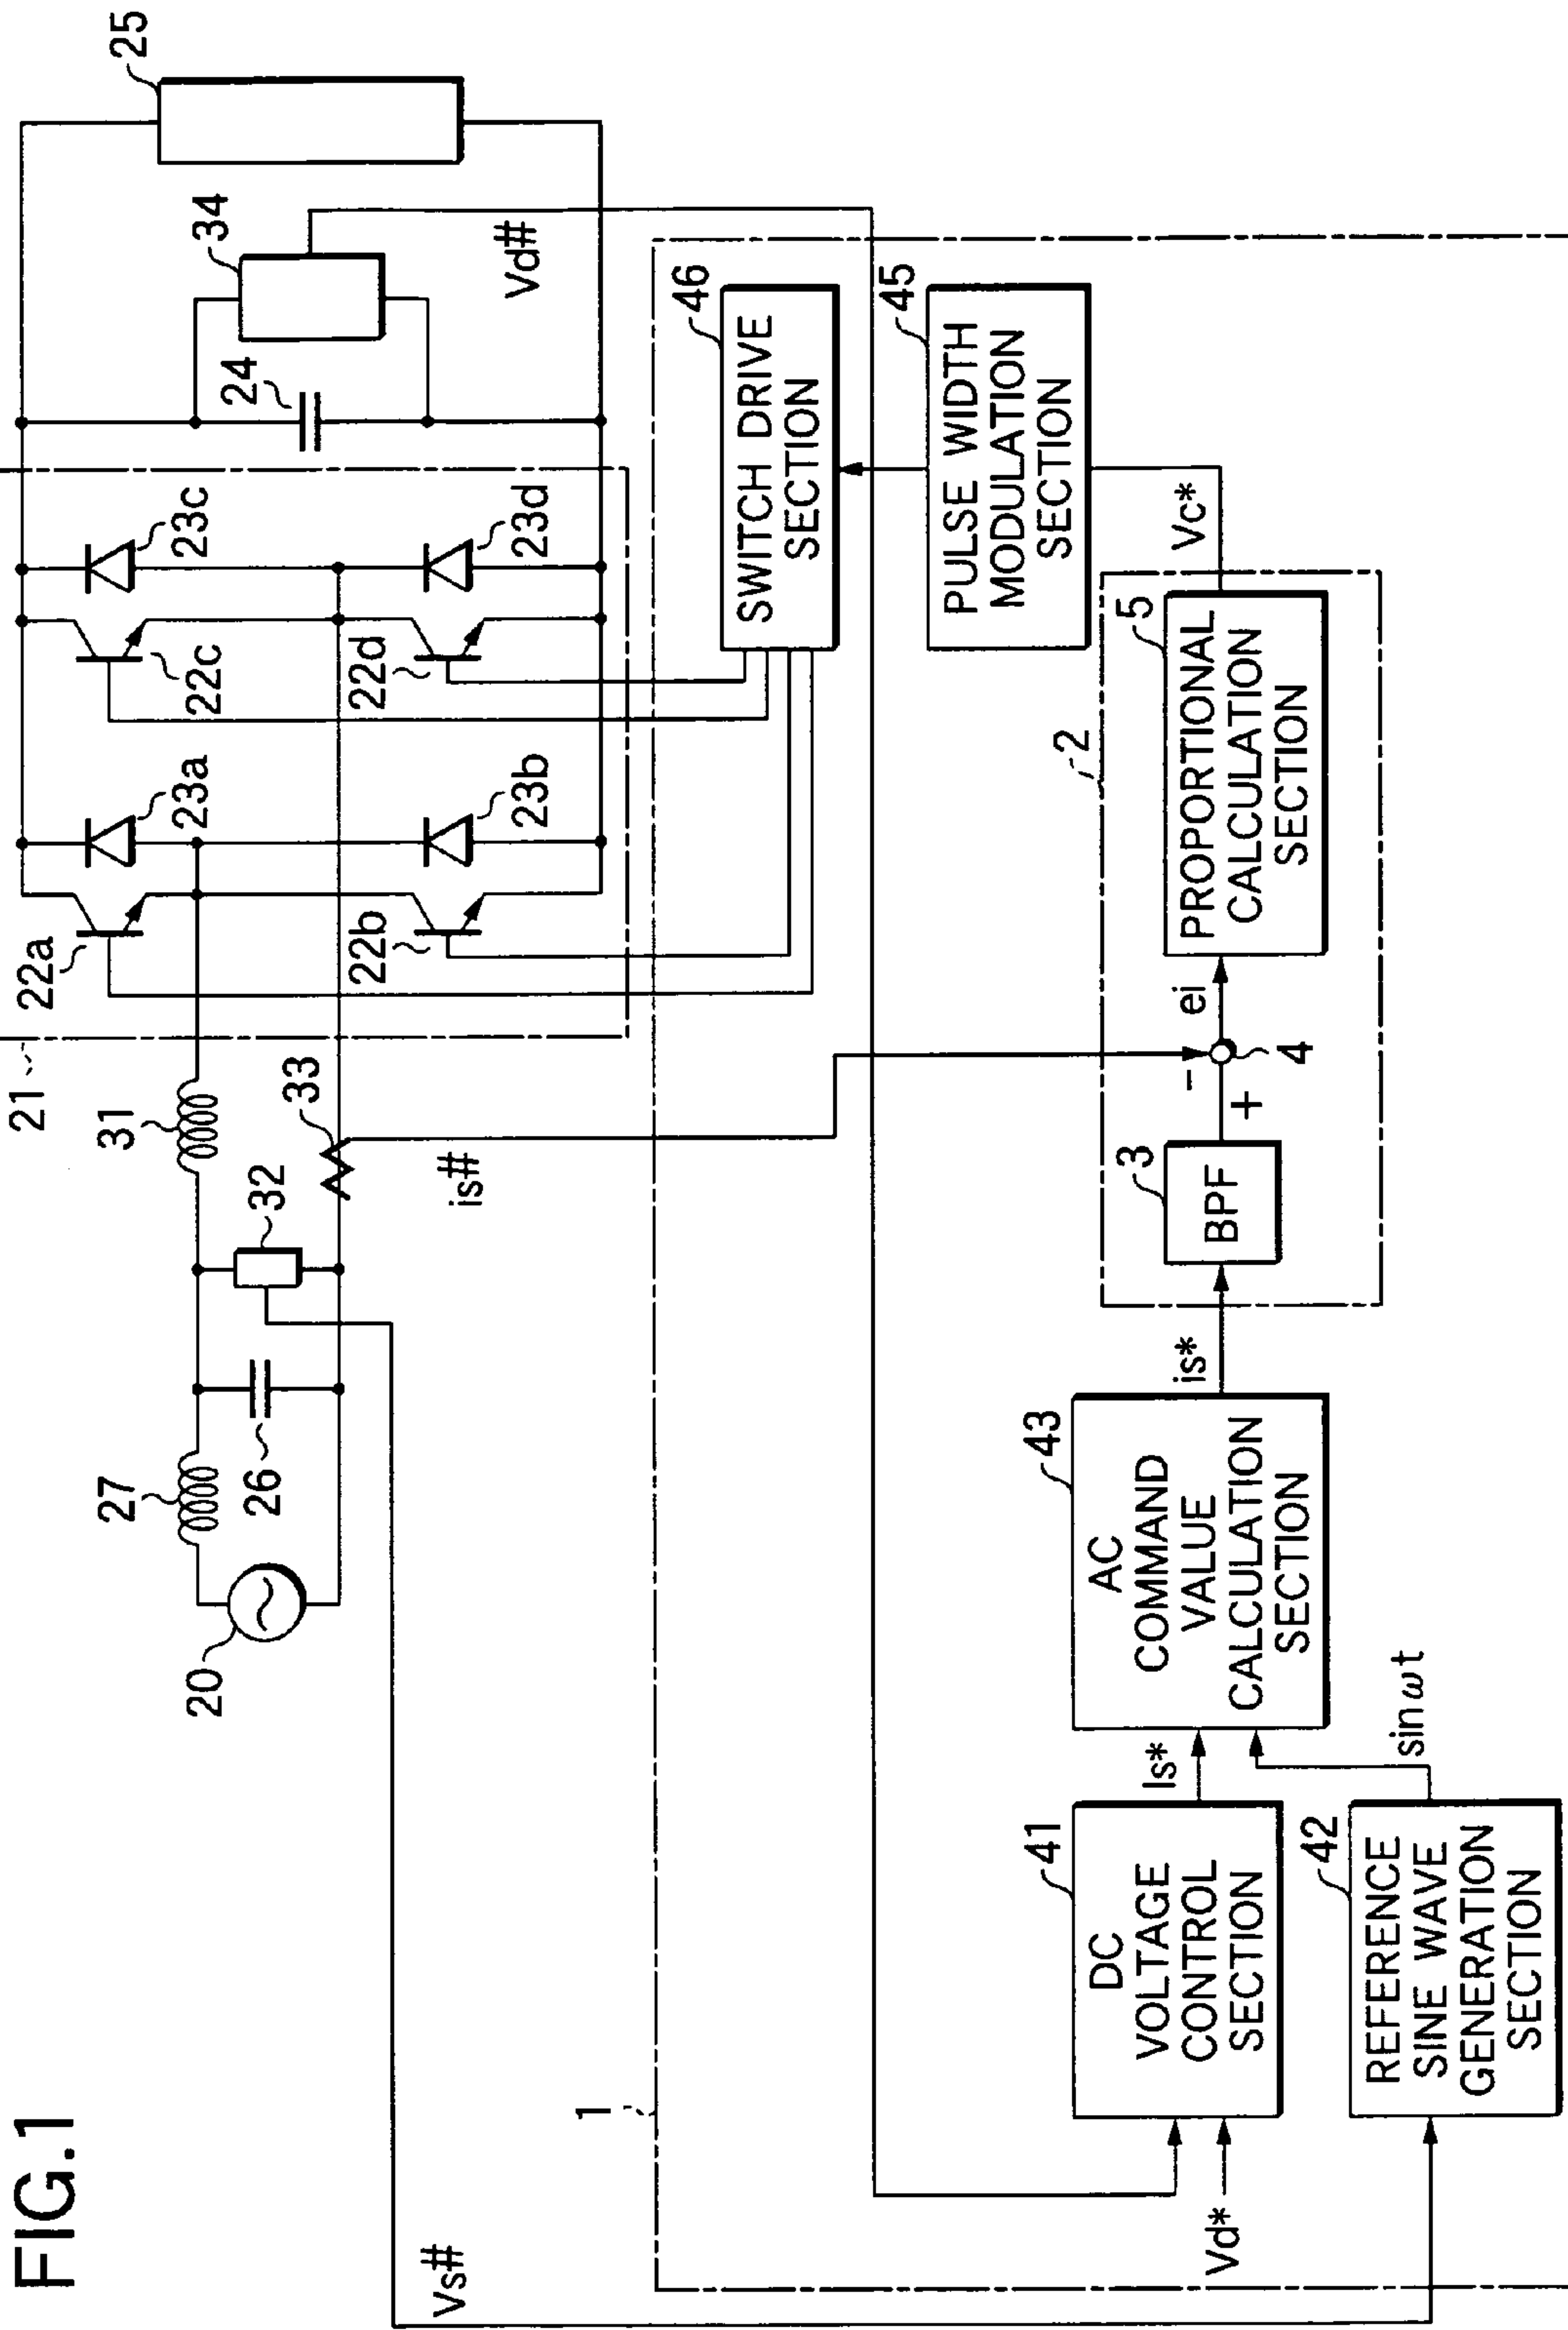 FIG.1
25
34
24
Vd#
21
22a
23a
22c
23c
22b
23b
22d
23d
31
27
32
33
26
20
is#
Vs#
1
46
SWITCH DRIVE
SECTION
45
PULSE WIDTH
MODULATION
SECTION
Vc*
2
5
PROPORTIONAL
CALCULATION
SECTION
ei
4
-
+
3
BPF
is*
43
AC
COMMAND
VALUE
CALCULATION
SECTION
Is*
sin ωt
41
DC
VOLTAGE
CONTROL
SECTION
42
REFERENCE
SINE WAVE
GENERATION
SECTION
Vd*